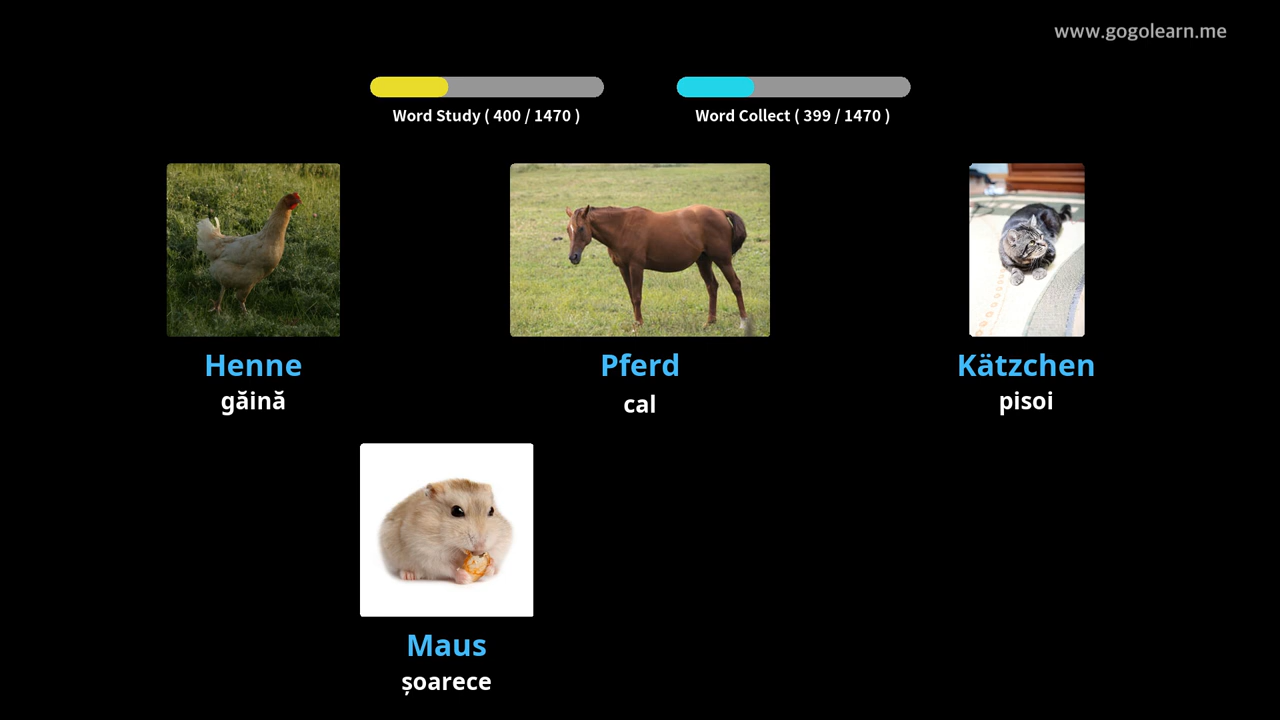 www.gogolearn.me
Word Study ( 400 / 1470 )
Word Collect ( 399 / 1470 )
Henne
găină
Pferd
cal
Kätzchen
pisoi
Maus
șoarece